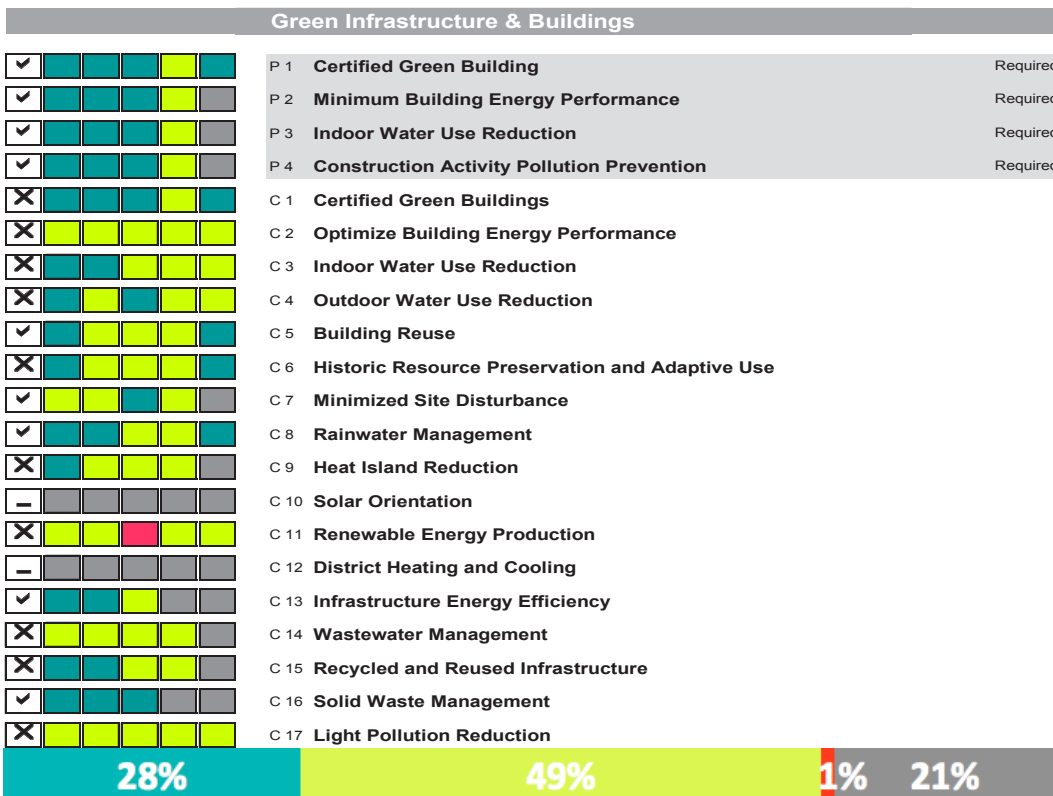 Green Infrastructure & Buildings
P 1 Certified Green Building Required
P 2 Minimum Building Energy Performance Required
P 3 Indoor Water Use Reduction Required
P 4 Construction Activity Pollution Prevention Required
C 1 Certified Green Buildings
C 2 Optimize Building Energy Performance
C 3 Indoor Water Use Reduction
C 4 Outdoor Water Use Reduction
C 5 Building Reuse
C 6 Historic Resource Preservation and Adaptive Use
C 7 Minimized Site Disturbance
C 8 Rainwater Management
C 9 Heat Island Reduction
C 10 Solar Orientation
C 11 Renewable Energy Production
C 12 District Heating and Cooling
C 13 Infrastructure Energy Efficiency
C 14 Wastewater Management
C 15 Recycled and Reused Infrastructure
C 16 Solid Waste Management
C 17 Light Pollution Reduction
28% 49% 1% 21%